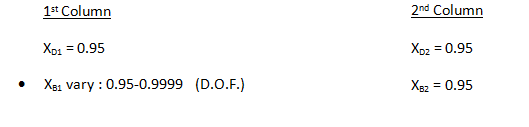 1st Column 2nd Column
XD1 = 0.95 XD2 = 0.95
• XB1 vary : 0.95-0.9999 (D.O.F.) XB2 = 0.95